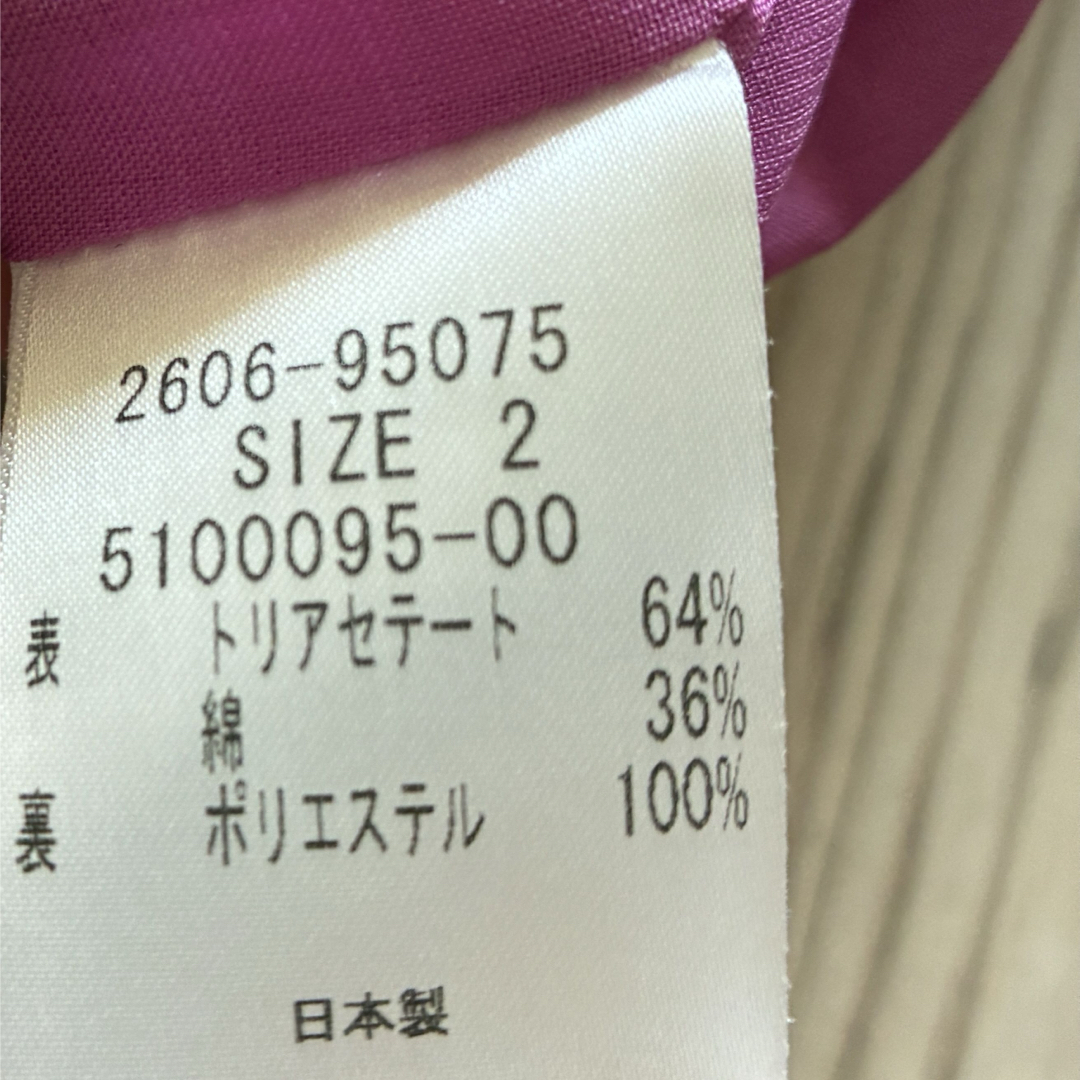 2606-95075
SIZE 2
5100095-00
表 トリアセテート 64%
綿 36%
裏 ポリエステル 100%
日本製